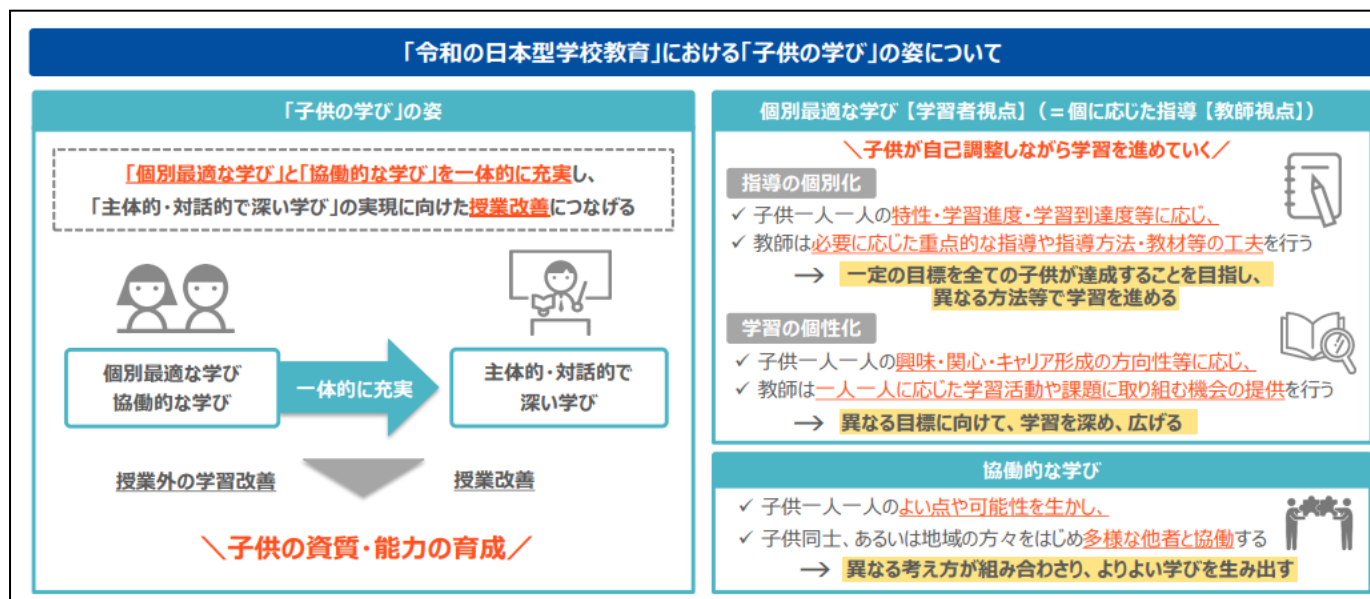 「令和の日本型学校教育」における「子供の学び」の姿について
「子供の学び」の姿
「個別最適な学び」と「協働的な学び」を一体的に充実し、
「主体的・対話的で深い学び」の実現に向けた授業改善につなげる
個別最適な学び
協働的な学び
一体的に充実
主体的・対話的で
深い学び
授業外の学習改善
授業改善
＼子供の資質・能力の育成／
個別最適な学び【学習者視点】（＝個に応じた指導【教師視点】）
＼子供が自己調整しながら学習を進めていく／
指導の個別化
✓ 子供一人一人の特性・学習進度・学習到達度等に応じ、
✓ 教師は必要に応じた重点的な指導や指導方法・教材等の工夫を行う
→ 一定の目標を全ての子供が達成することを目指し、
異なる方法等で学習を進める
学習の個性化
✓ 子供一人一人の興味・関心・キャリア形成の方向性等に応じ、
✓ 教師は一人一人に応じた学習活動や課題に取り組む機会の提供を行う
→ 異なる目標に向けて、学習を深め、広げる
協働的な学び
✓ 子供一人一人のよい点や可能性を生かし、
✓ 子供同士、あるいは地域の方々をはじめ多様な他者と協働する
→ 異なる考え方が組み合わさり、よりよい学びを生み出す